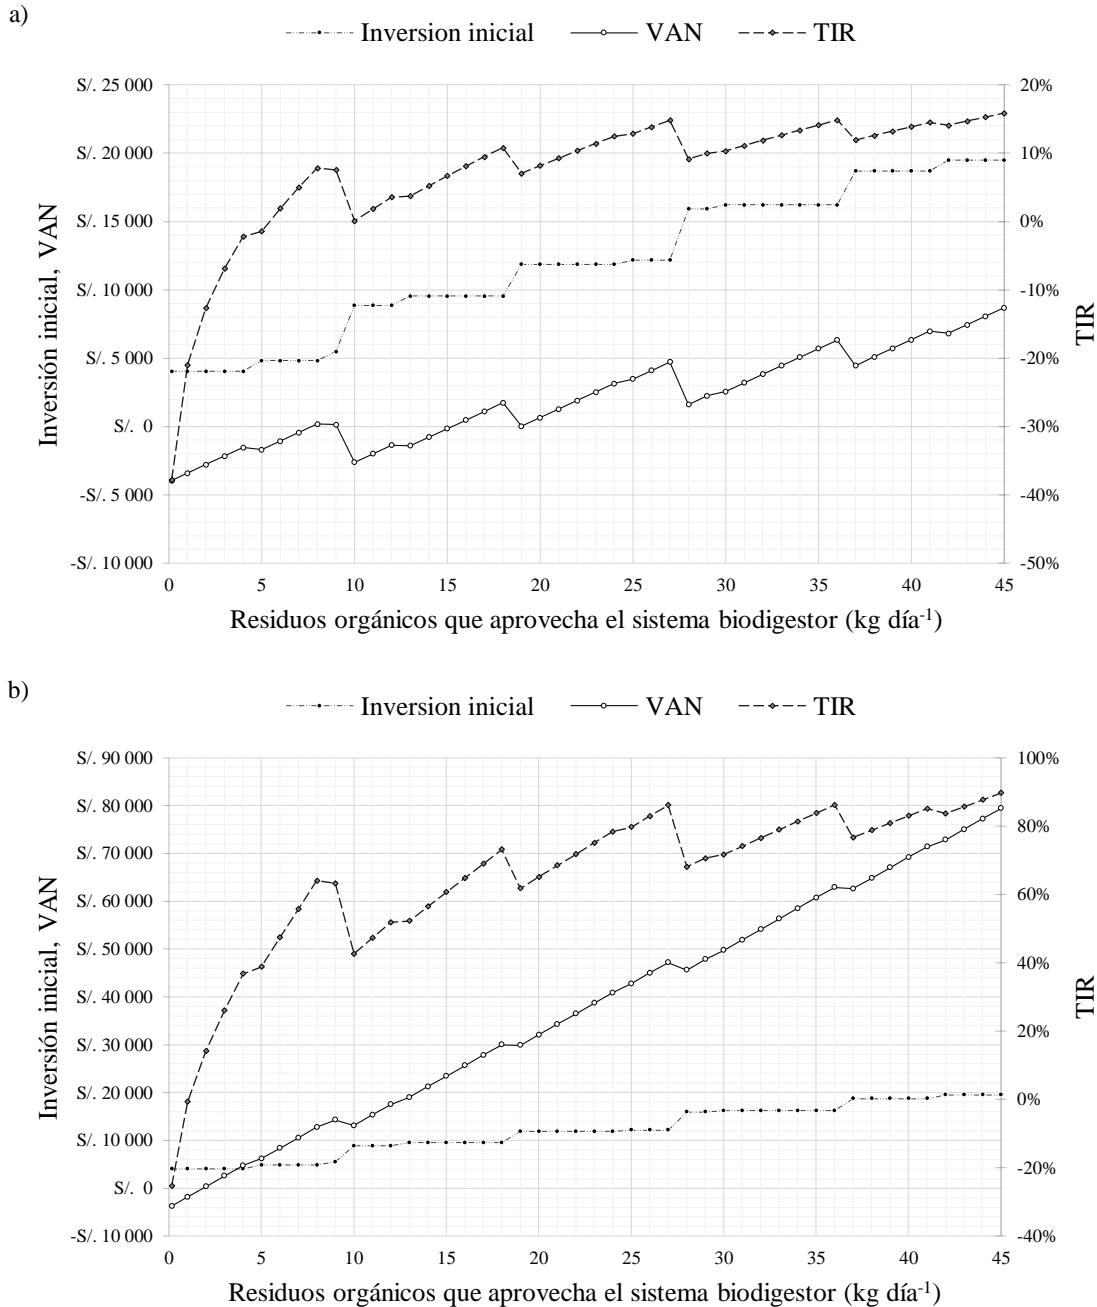 a)
Inversion inicial VAN TIR
S/. 25 000
S/. 20 000
S/. 15 000
S/. 10 000
S/. 5 000
S/. 0
-S/. 5 000
-S/. 10 000
Inversión inicial, VAN
20%
10%
0%
-10%
-20%
-30%
-40%
-50%
TIR
0 5 10 15 20 25 30 35 40 45
Residuos orgánicos que aprovecha el sistema biodigestor (kg día⁻¹)
b)
Inversion inicial VAN TIR
S/. 90 000
S/. 80 000
S/. 70 000
S/. 60 000
S/. 50 000
S/. 40 000
S/. 30 000
S/. 20 000
S/. 10 000
S/. 0
-S/. 10 000
Inversión inicial, VAN
100%
80%
60%
40%
20%
0%
-20%
-40%
TIR
0 5 10 15 20 25 30 35 40 45
Residuos orgánicos que aprovecha el sistema biodigestor (kg día⁻¹)